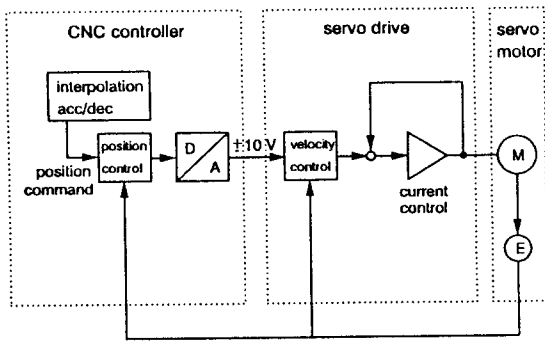 CNC controller
servo drive
servo
motor
interpolation
acc/dec
position
control
D
A
±10 V
velocity
control
M
position
command
current
control
E